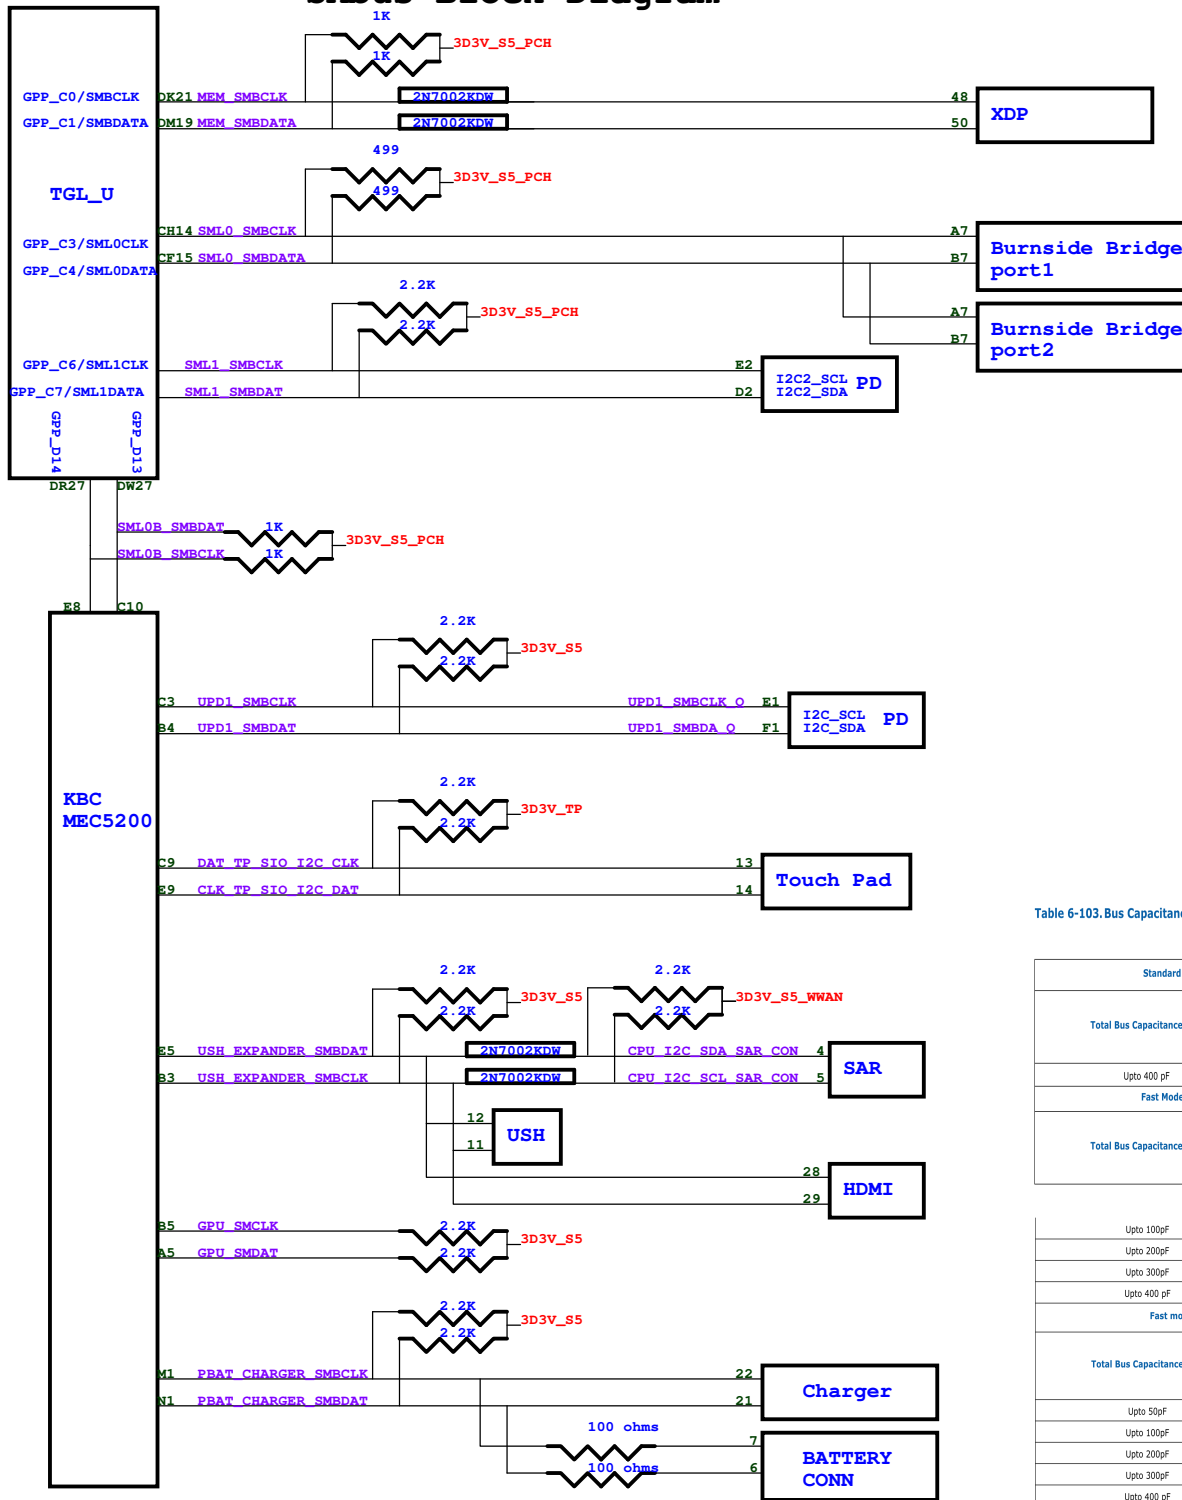 SMBus Block Diagram
1K
3D3V_S5_PCH
1K
GPP_C0/SMBCLK DK21 MEM_SMBCLK 2N7002KDW 48
GPP_C1/SMBDATA DM19 MEM_SMBDATA 2N7002KDW 50
XDP
499
3D3V_S5_PCH
499
TGL_U
CH14 SML0_SMBCLK A7
GPP_C3/SML0CLK
CF15 SML0_SMBDATA B7
GPP_C4/SML0DATA
Burnside Bridge
port1
2.2K
3D3V_S5_PCH
2.2K
A7
B7
Burnside Bridge
port2
GPP_C6/SML1CLK SML1_SMBCLK E2
GPP_C7/SML1DATA SML1_SMBDAT D2
I2C2_SCL
I2C2_SDA
PD
GPP_D14
GPP_D13
DR27 DW27
SML0B_SMBDAT 1K
3D3V_S5_PCH
SML0B_SMBCLK 1K
E8 C10
2.2K
3D3V_S5
2.2K
C3 UPD1_SMBCLK UPD1_SMBCLK_Q E1
B4 UPD1_SMBDAT UPD1_SMBDA_Q F1
I2C_SCL
I2C_SDA
PD
KBC
MEC5200
2.2K
3D3V_TP
2.2K
C9 DAT_TP_SIO_I2C_CLK 13
E9 CLK_TP_SIO_I2C_DAT 14
Touch Pad
2.2K 2.2K
3D3V_S5 3D3V_S5_WWAN
2.2K 2.2K
E5 USH_EXPANDER_SMBDAT 2N7002KDW CPU_I2C_SDA_SAR_CON 4
B3 USH_EXPANDER_SMBCLK 2N7002KDW CPU_I2C_SCL_SAR_CON 5
SAR
12
11
USH
28
29
HDMI
B5 GPU_SMCLK 2.2K
3D3V_S5
A5 GPU_SMDAT 2.2K
2.2K
3D3V_S5
2.2K
M1 PBAT_CHARGER_SMBCLK 22
N1 PBAT_CHARGER_SMBDAT 21
Charger
100 ohms 7
100 ohms 6
BATTERY
CONN
Table 6-103. Bus Capacitanc
Standard
Total Bus Capacitance
Upto 400 pF
Fast Mode
Total Bus Capacitance
Upto 100pF
Upto 200pF
Upto 300pF
Upto 400 pF
Fast mo
Total Bus Capacitance
Upto 50pF
Upto 100pF
Upto 200pF
Upto 300pF
Upto 400 pF